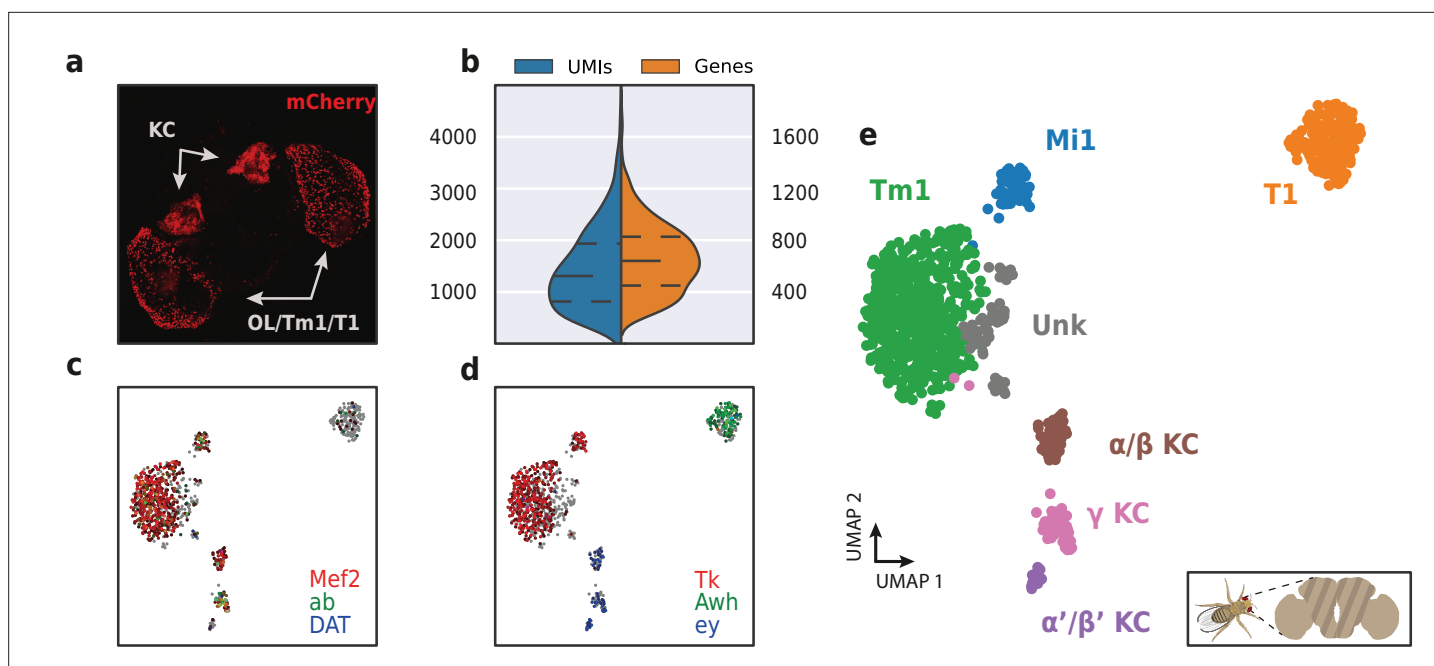 a
mCherry
KC
OL/Tm1/T1
b
UMIs
Genes
4000
3000
2000
1000
1600
1200
800
400
c
Mef2
ab
DAT
d
Tk
Awh
ey
e
Mi1
Tm1
T1
Unk
α/β KC
γ KC
α’/β’ KC
UMAP 2
UMAP 1